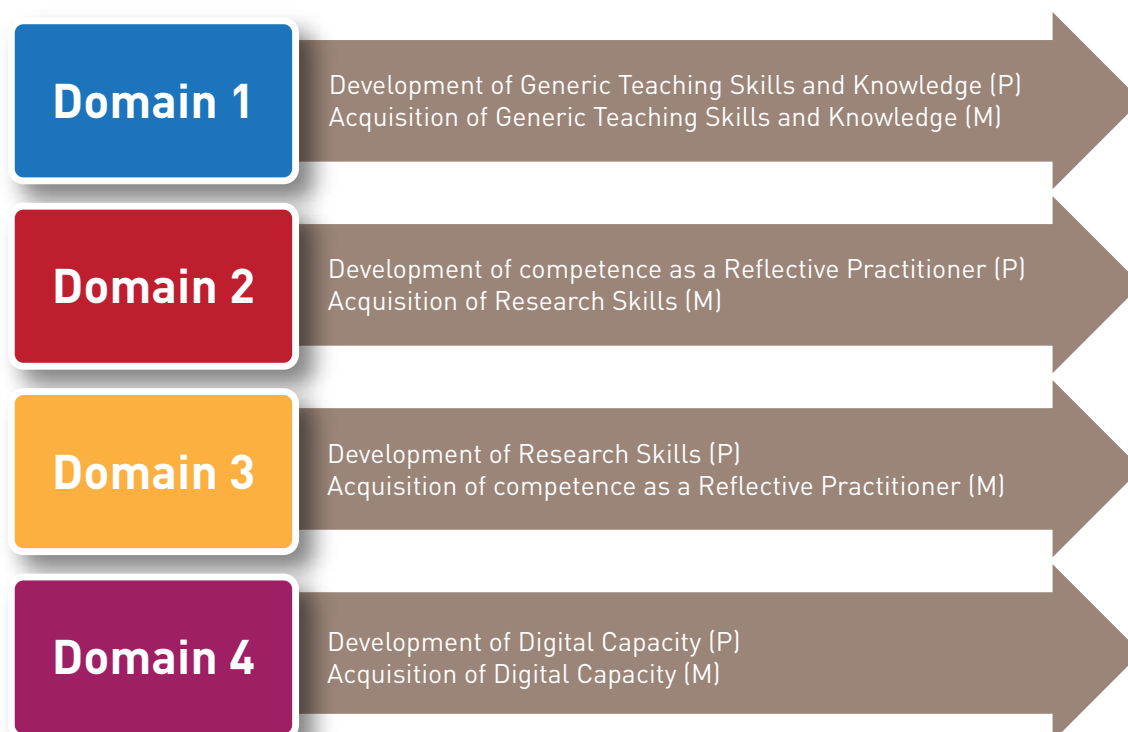 Domain 1
Development of Generic Teaching Skills and Knowledge (P)
Acquisition of Generic Teaching Skills and Knowledge (M)
Domain 2
Development of competence as a Reflective Practitioner (P)
Acquisition of Research Skills (M)
Domain 3
Development of Research Skills (P)
Acquisition of competence as a Reflective Practitioner (M)
Domain 4
Development of Digital Capacity (P)
Acquisition of Digital Capacity (M)